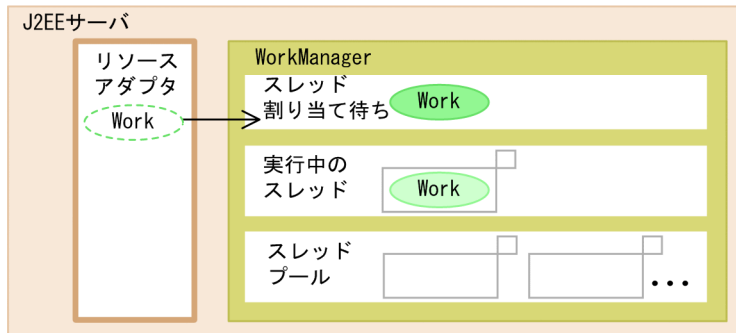 J2EEサーバ
リソース
アダプタ
Work
WorkManager
スレッド
割り当て待ち
Work
実行中の
スレッド
Work
スレッド
プール
...